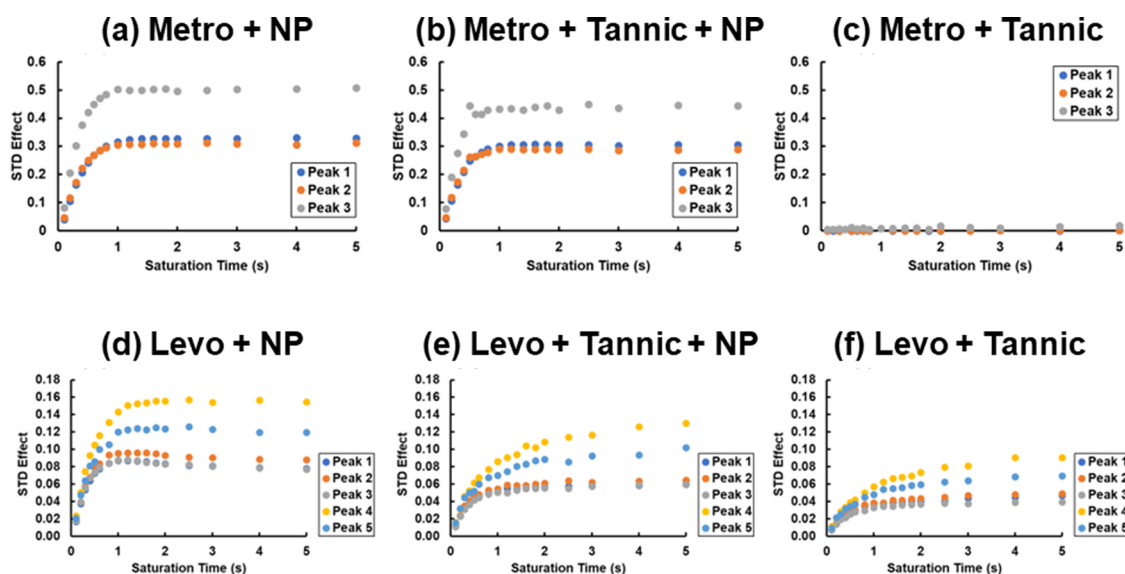 (a) Metro + NP
(b) Metro + Tannic + NP
(c) Metro + Tannic
0.6
0.5
0.4
0.3
0.2
0.1
0
STD Effect
0 1 2 3 4 5
Saturation Time (s)
Peak 1
Peak 2
Peak 3
0.6
0.5
0.4
0.3
0.2
0.1
0
STD Effect
0 1 2 3 4 5
Saturation Time (s)
Peak 1
Peak 2
Peak 3
0.6
0.5
0.4
0.3
0.2
0.1
0
STD Effect
0 1 2 3 4 5
Saturation Time (s)
Peak 1
Peak 2
Peak 3
(d) Levo + NP
(e) Levo + Tannic + NP
(f) Levo + Tannic
0.18
0.16
0.14
0.12
0.10
0.08
0.06
0.04
0.02
0.00
STD Effect
0 1 2 3 4 5
Saturation Time (s)
Peak 1
Peak 2
Peak 3
Peak 4
Peak 5
0.18
0.16
0.14
0.12
0.10
0.08
0.06
0.04
0.02
0.00
STD Effect
0 1 2 3 4 5
Saturation Time (s)
Peak 1
Peak 2
Peak 3
Peak 4
Peak 5
0.18
0.16
0.14
0.12
0.10
0.08
0.06
0.04
0.02
0.00
STD Effect
0 1 2 3 4 5
Saturation Time (s)
Peak 1
Peak 2
Peak 3
Peak 4
Peak 5